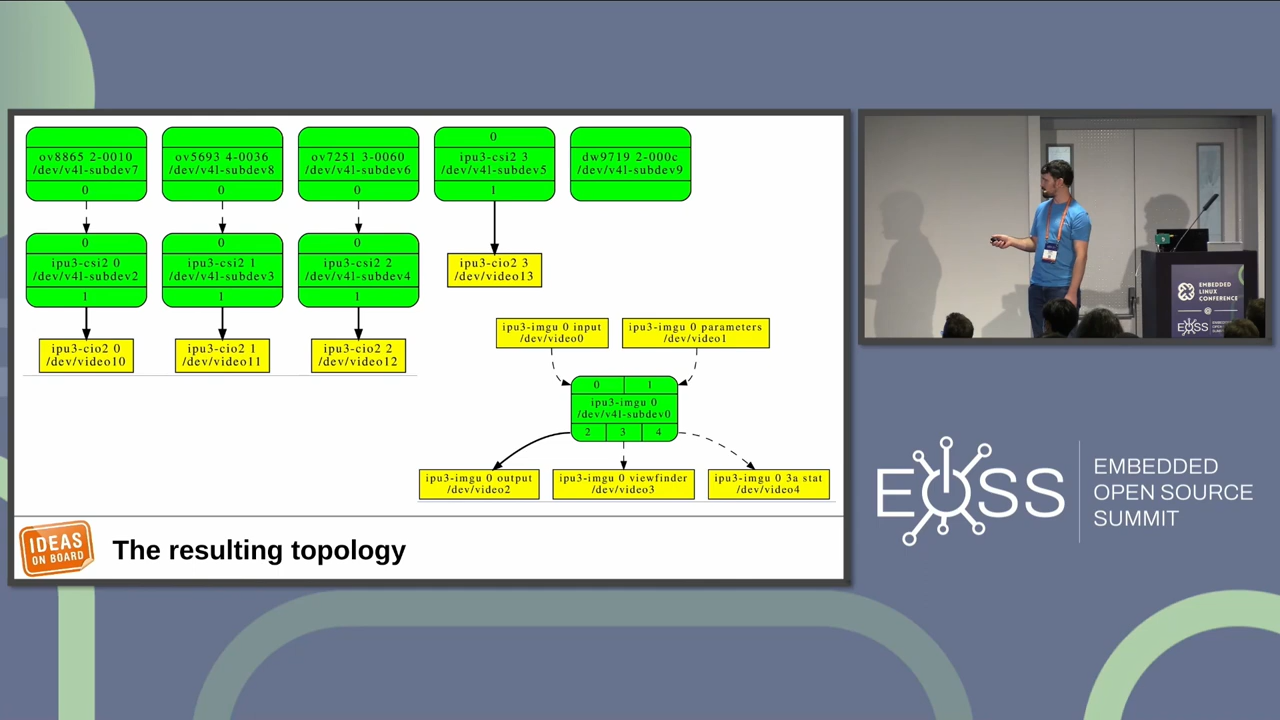 0
ov8865 2-0010
/dev/v4l-subdev7
0
ov5693 4-0036
/dev/v4l-subdev8
0
ov7251 3-0060
/dev/v4l-subdev6
0
ipu3-csi2 3
/dev/v4l-subdev5
1
dw9719 2-000c
/dev/v4l-subdev9
0
ipu3-csi2 0
/dev/v4l-subdev2
1
0
ipu3-csi2 1
/dev/v4l-subdev3
1
0
ipu3-csi2 2
/dev/v4l-subdev4
1
ipu3-cio2 3
/dev/video13
ipu3-cio2 0
/dev/video10
ipu3-cio2 1
/dev/video11
ipu3-cio2 2
/dev/video12
ipu3-imgu 0 input
/dev/video0
ipu3-imgu 0 parameters
/dev/video1
0 1
ipu3-imgu 0
/dev/v4l-subdev0
2 3 4
ipu3-imgu 0 output
/dev/video2
ipu3-imgu 0 viewfinder
/dev/video3
ipu3-imgu 0 3a stat
/dev/video4
IDEAS
ON BOARD
The resulting topology
EMBEDDED
LINUX
CONFERENCE
EOSS
EOSS
EMBEDDED
OPEN SOURCE
SUMMIT